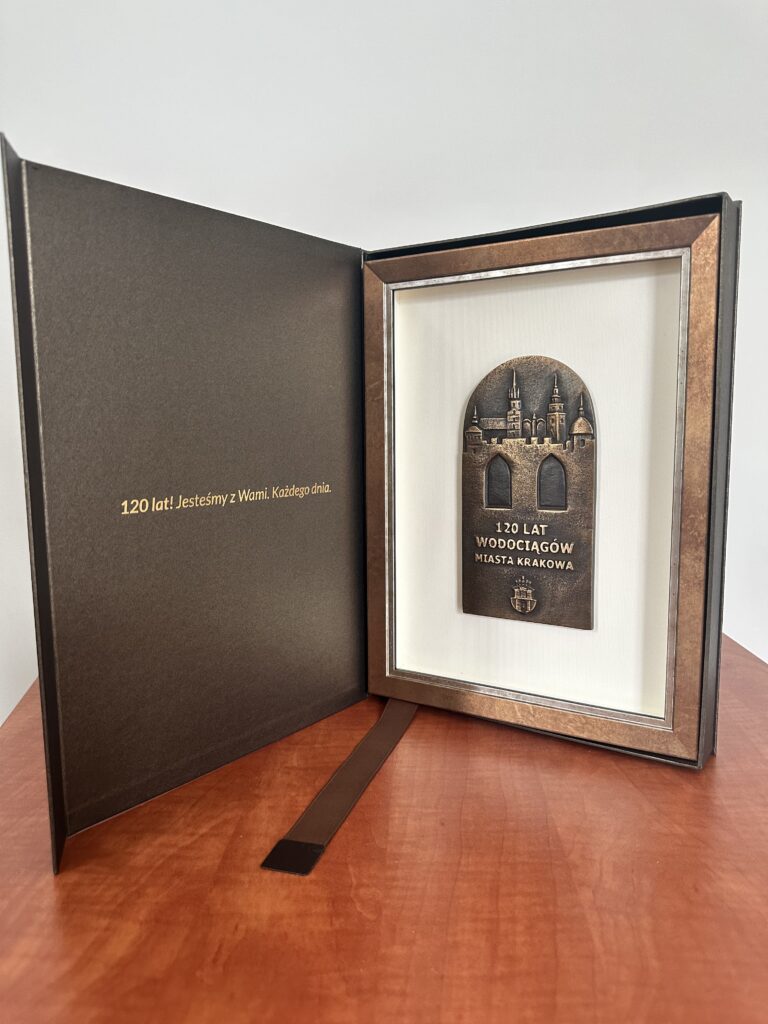 120 lat! Jesteśmy z Wami. Każdego dnia.
120 LAT
WODOCIĄGÓW
MIASTA KRAKOWA